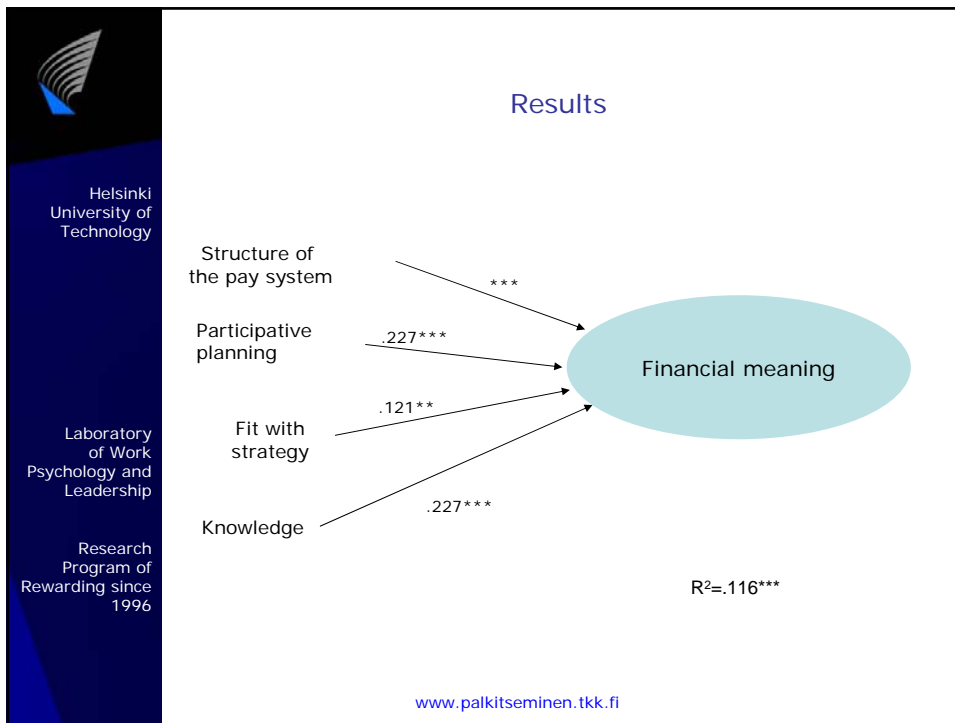 Results
Helsinki
University of
Technology
Laboratory
of Work
Psychology and
Leadership
Research
Program of
Rewarding since
1996
Structure of
the pay system
***
Participative
planning
.227***
Fit with
strategy
.121**
Knowledge
.227***
Financial meaning
R²=.116***
www.palkitseminen.tkk.fi